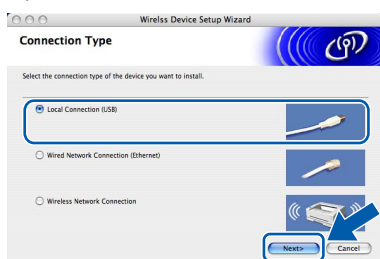 Wirelss Device Setup Wizard
Connection Type
Select the connection type of the device you want to install.
Local Connection (USB)
Wired Network Connection (Ethernet)
Wireless Network Connection
Next> Cancel